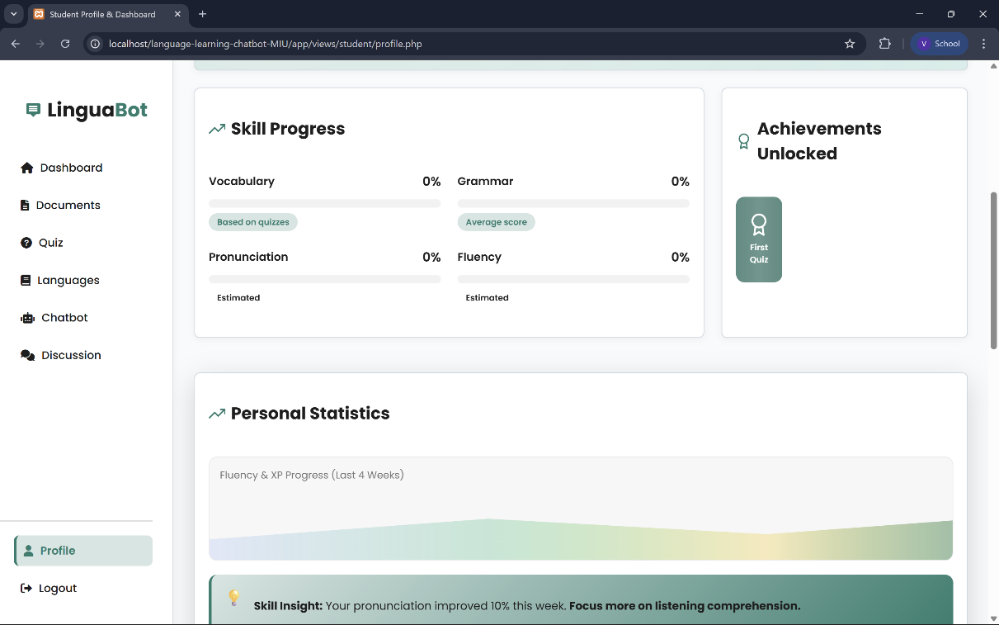 Student Profile & Dashboard
localhost/language-learning-chatbot-MIU/app/views/student/profile.php
V School
LinguaBot
Dashboard
Documents
Quiz
Languages
Chatbot
Discussion
Profile
Logout
Skill Progress
Vocabulary 0%
Based on quizzes
Grammar 0%
Average score
Pronunciation 0%
Estimated
Fluency 0%
Estimated
Achievements
Unlocked
First
Quiz
Personal Statistics
Fluency & XP Progress (Last 4 Weeks)
Skill Insight: Your pronunciation improved 10% this week. Focus more on listening comprehension.